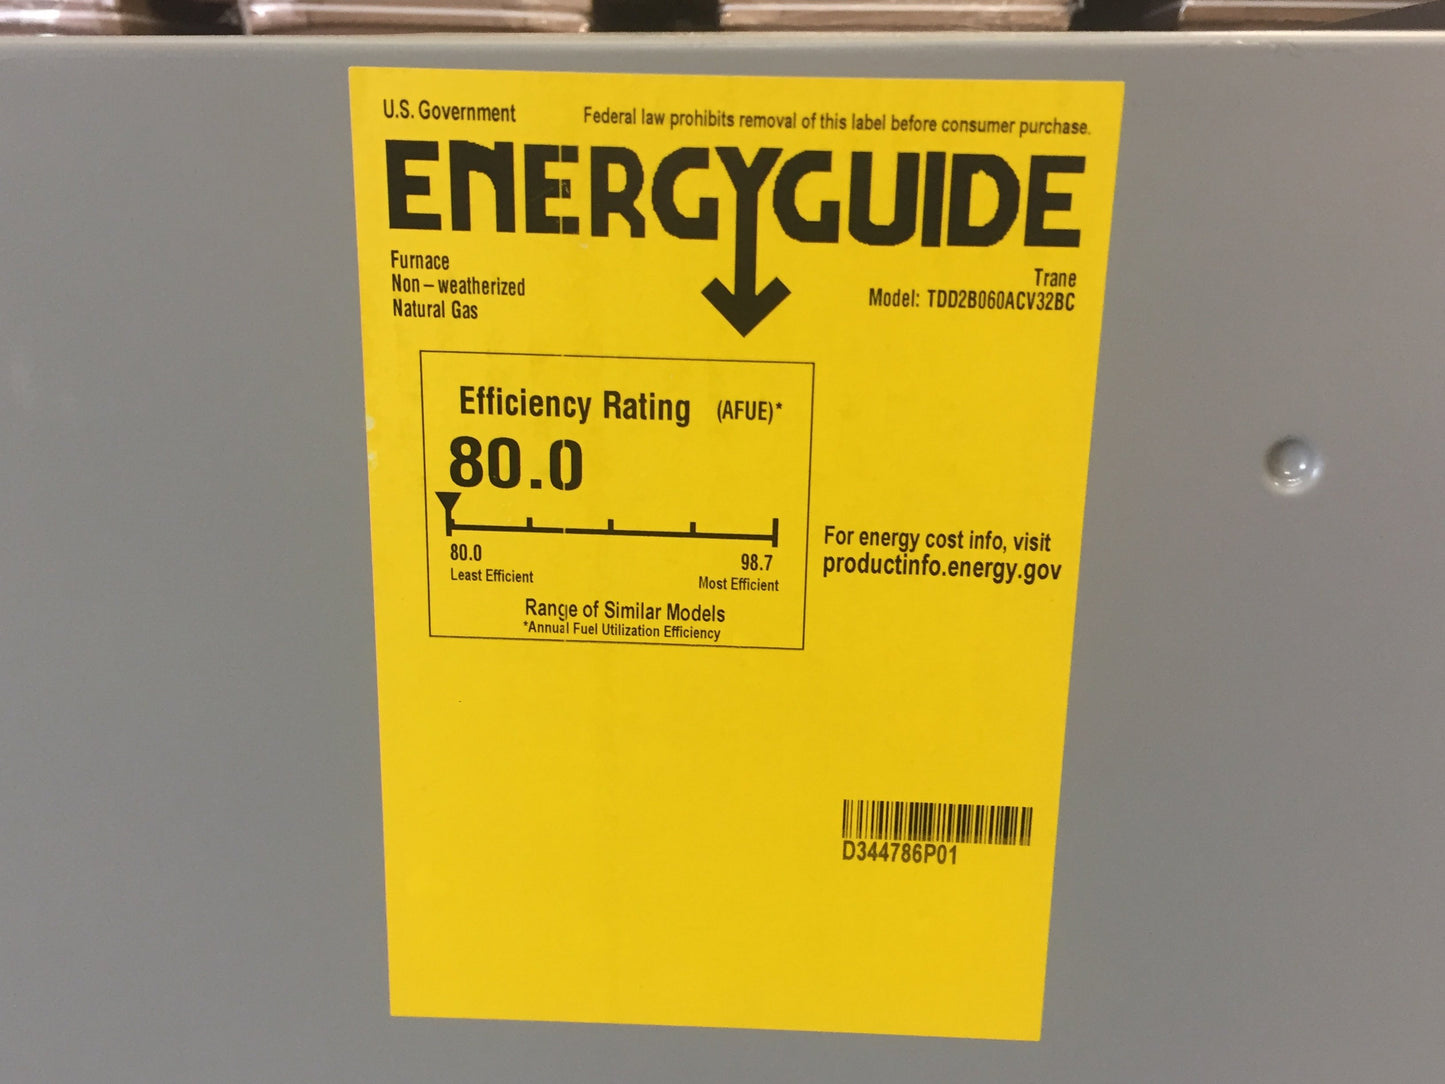 U.S. Government
Federal law prohibits removal of this label before consumer purchase.
ENERGYGUIDE
Furnace
Non – weatherized
Natural Gas
Trane
Model: TDD2B060ACV32BC
Efficiency Rating (AFUE)*
80.0
80.0
Least Efficient
98.7
Most Efficient
Range of Similar Models
*Annual Fuel Utilization Efficiency
For energy cost info, visit
productinfo.energy.gov
D344786P01